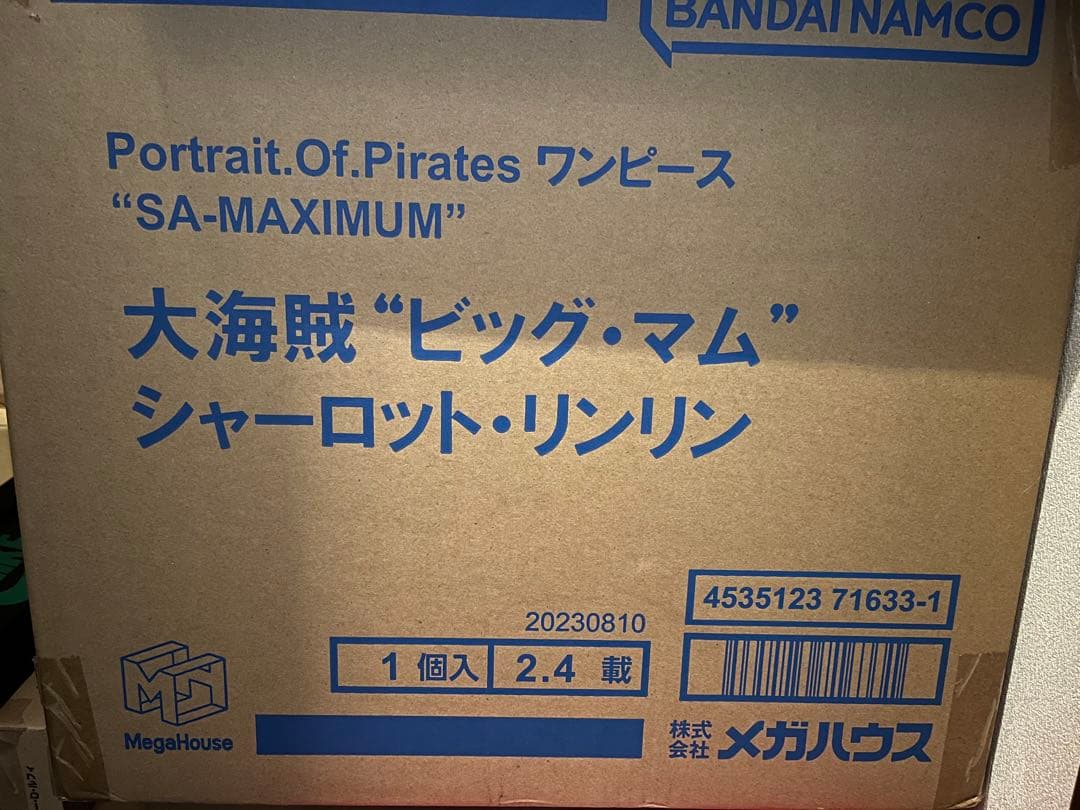 BANDAI NAMCO
Portrait.Of.Pirates ワンピース
“SA-MAXIMUM”
大海賊“ビッグ・マム”
シャーロット・リンリン
4535123 71633-1
20230810
1 個入 2.4 載
MegaHouse
株式会社 メガハウス